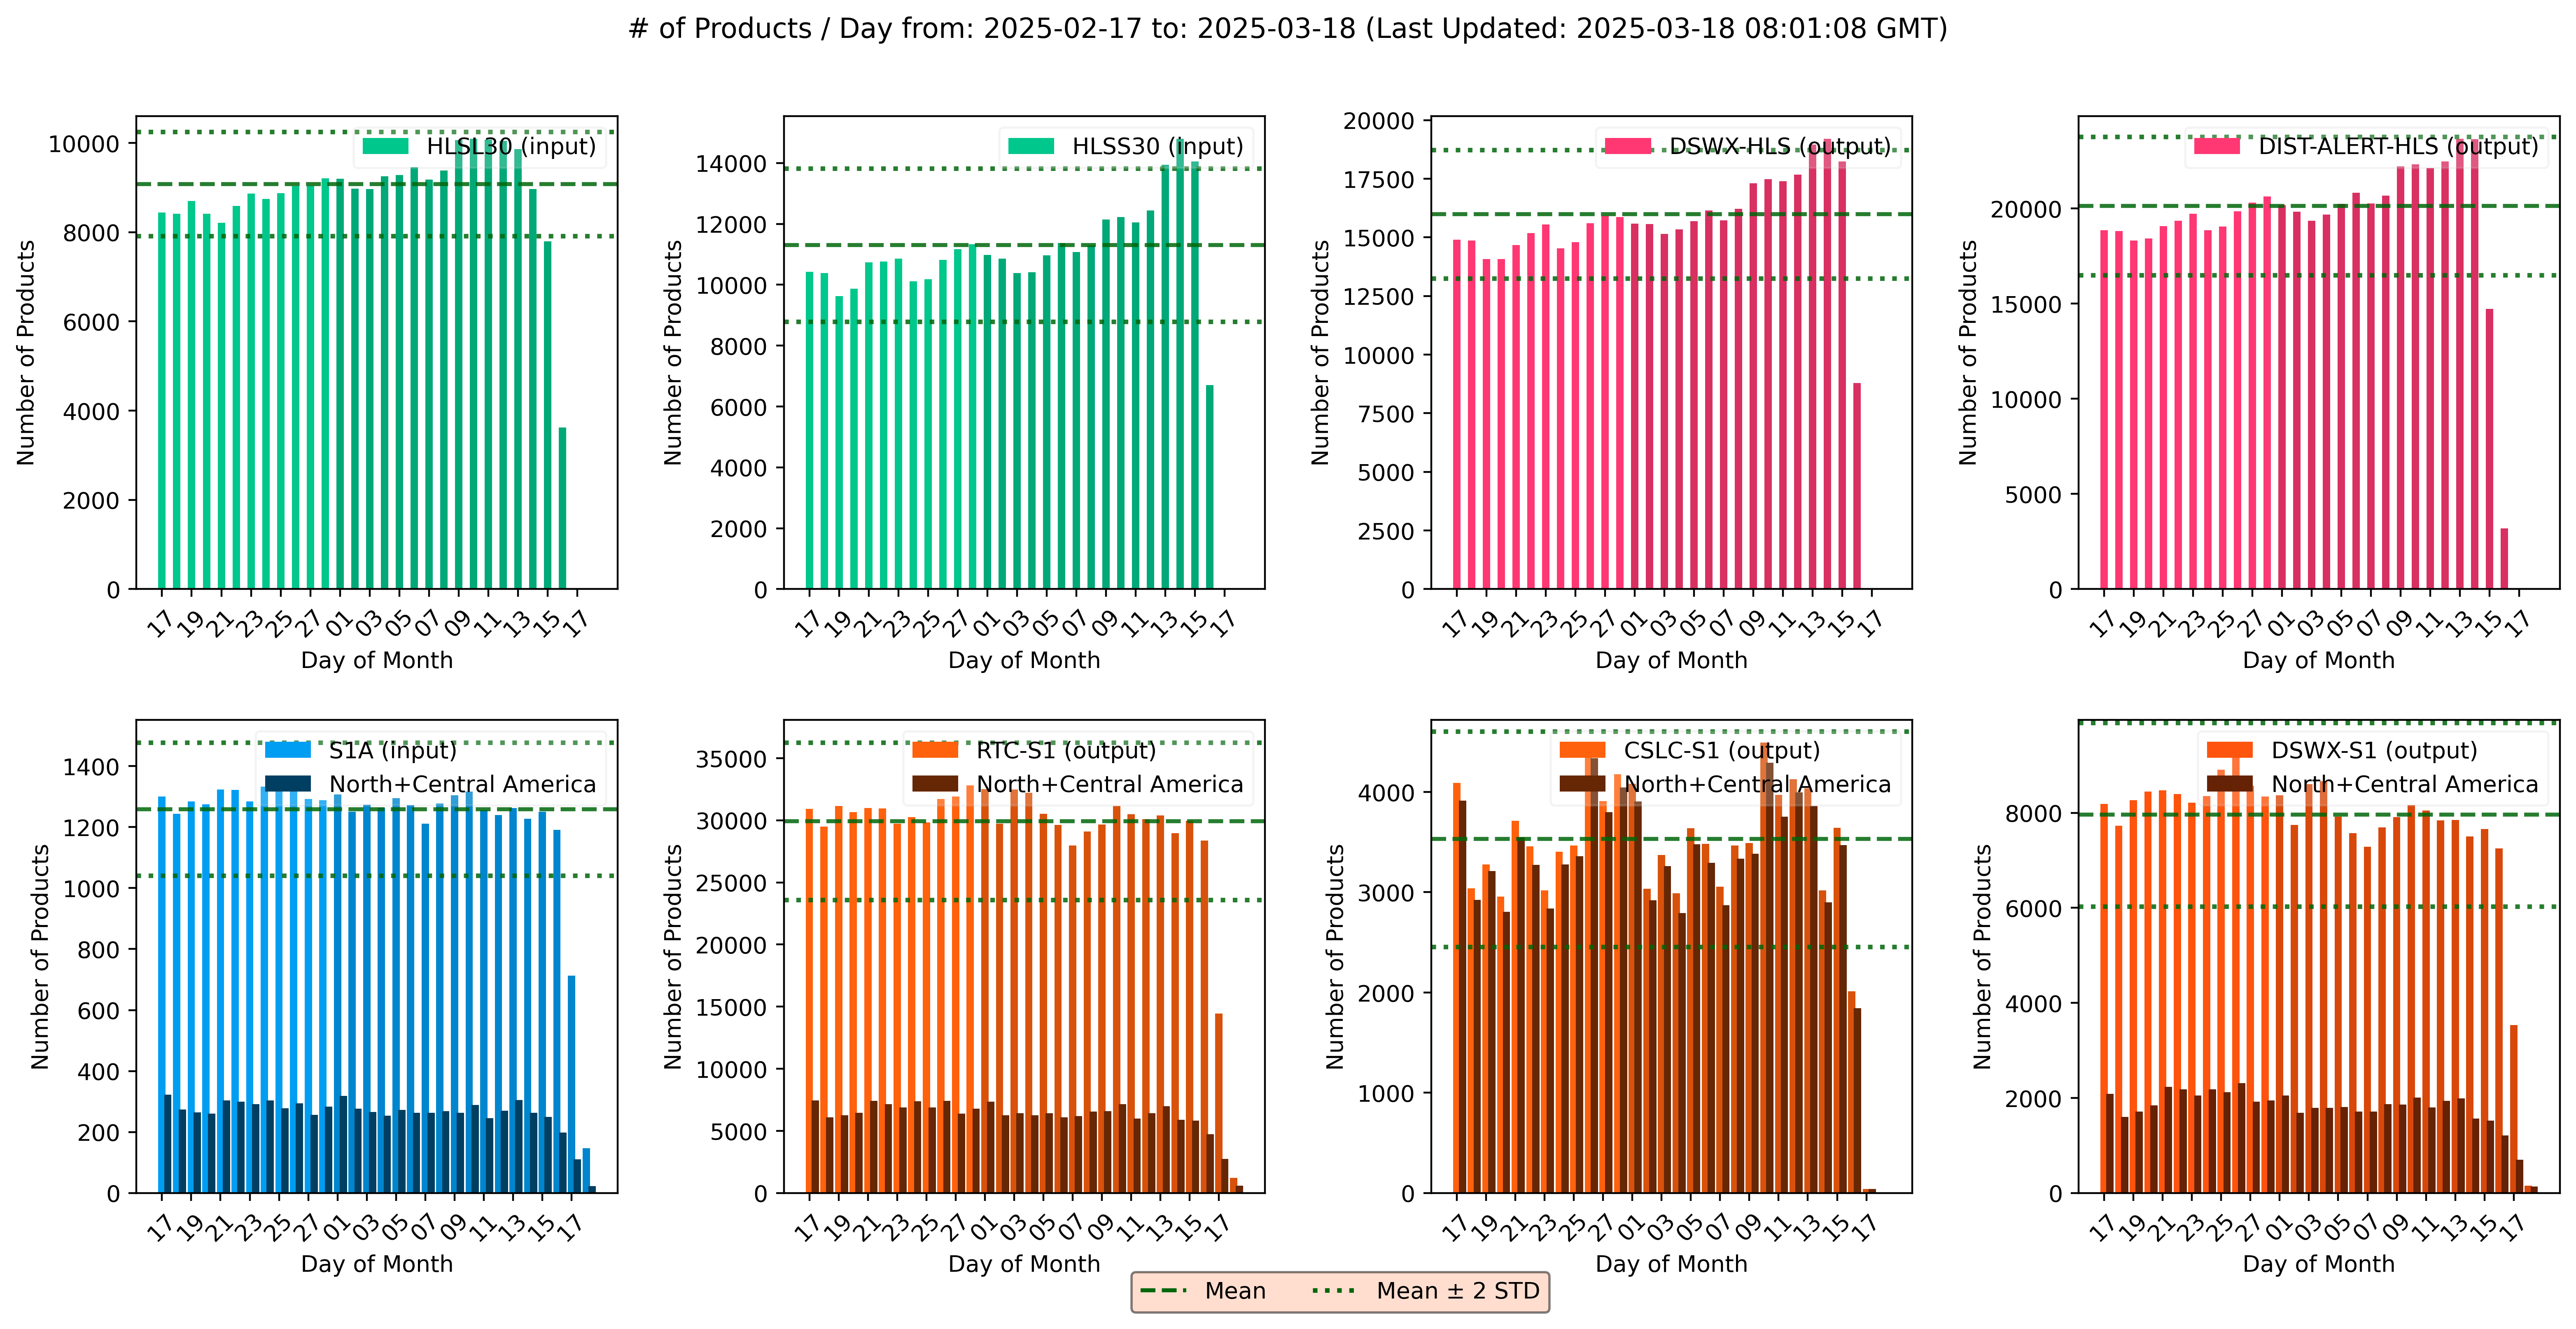 # of Products / Day from: 2025-02-17 to: 2025-03-18 (Last Updated: 2025-03-18 08:01:08 GMT)
HLSL30 (input)
Number of Products
10000
8000
6000
4000
2000
0
17 19 21 23 25 27 01 03 05 07 09 11 13 15 17
Day of Month
HLSS30 (input)
Number of Products
14000
12000
10000
8000
6000
4000
2000
0
17 19 21 23 25 27 01 03 05 07 09 11 13 15 17
Day of Month
DSWX-HLS (output)
Number of Products
20000
17500
15000
12500
10000
7500
5000
2500
0
17 19 21 23 25 27 01 03 05 07 09 11 13 15 17
Day of Month
DIST-ALERT-HLS (output)
Number of Products
20000
15000
10000
5000
0
17 19 21 23 25 27 01 03 05 07 09 11 13 15 17
Day of Month
S1A (input)
North+Central America
Number of Products
1400
1200
1000
800
600
400
200
0
17 19 21 23 25 27 01 03 05 07 09 11 13 15 17
Day of Month
RTC-S1 (output)
North+Central America
Number of Products
35000
30000
25000
20000
15000
10000
5000
0
17 19 21 23 25 27 01 03 05 07 09 11 13 15 17
Day of Month
CSLC-S1 (output)
North+Central America
Number of Products
4000
3000
2000
1000
0
17 19 21 23 25 27 01 03 05 07 09 11 13 15 17
Day of Month
DSWX-S1 (output)
North+Central America
Number of Products
8000
6000
4000
2000
0
17 19 21 23 25 27 01 03 05 07 09 11 13 15 17
Day of Month
Mean
Mean ± 2 STD